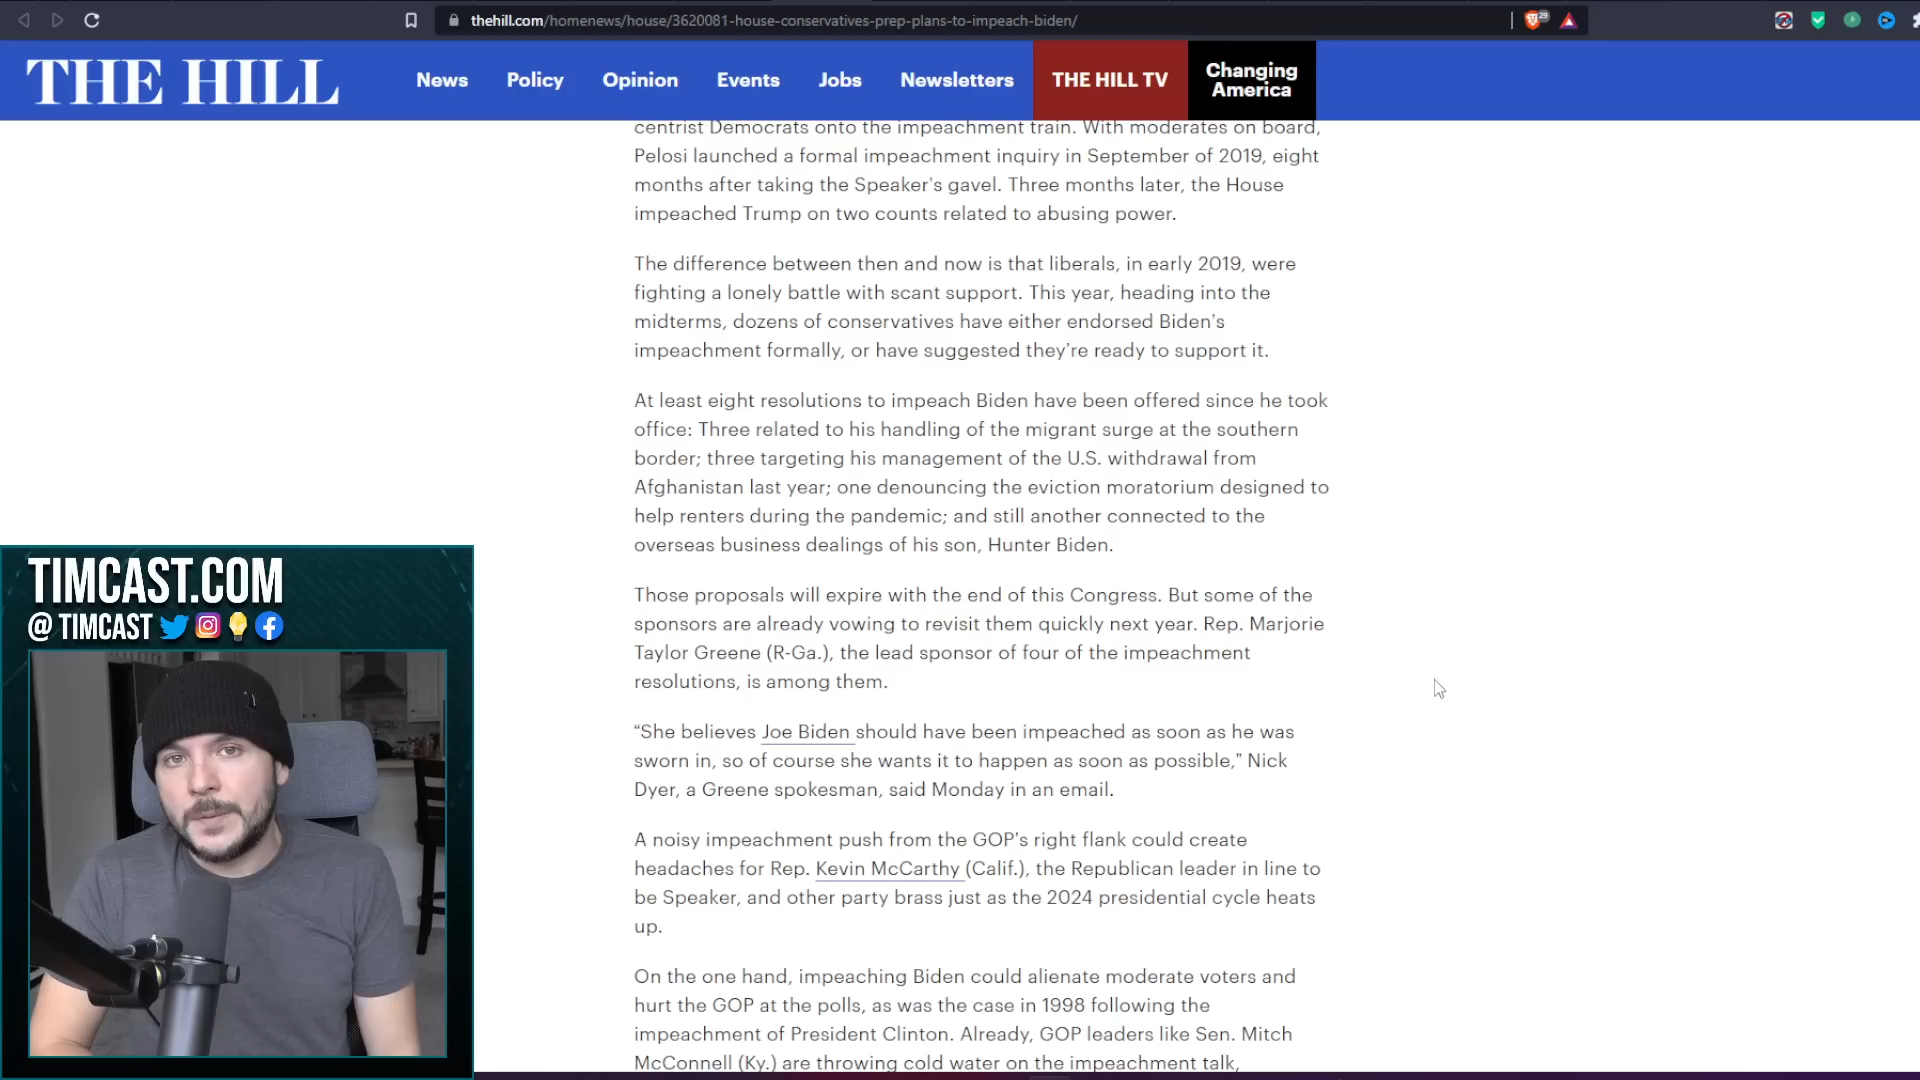 thehill.com/homenews/house/3620081-house-conservatives-prep-plans-to-impeach-biden/
29
THE HILL
News
Policy
Opinion
Events
Jobs
Newsletters
THE HILL TV
Changing
America
centrist Democrats onto the impeachment train. With moderates on board,
Pelosi launched a formal impeachment inquiry in September of 2019, eight
months after taking the Speaker’s gavel. Three months later, the House
impeached Trump on two counts related to abusing power.
The difference between then and now is that liberals, in early 2019, were
fighting a lonely battle with scant support. This year, heading into the
midterms, dozens of conservatives have either endorsed Biden’s
impeachment formally, or have suggested they’re ready to support it.
At least eight resolutions to impeach Biden have been offered since he took
office: Three related to his handling of the migrant surge at the southern
border; three targeting his management of the U.S. withdrawal from
Afghanistan last year; one denouncing the eviction moratorium designed to
help renters during the pandemic; and still another connected to the
overseas business dealings of his son, Hunter Biden.
Those proposals will expire with the end of this Congress. But some of the
sponsors are already vowing to revisit them quickly next year. Rep. Marjorie
Taylor Greene (R-Ga.), the lead sponsor of four of the impeachment
resolutions, is among them.
“She believes Joe Biden should have been impeached as soon as he was
sworn in, so of course she wants it to happen as soon as possible,” Nick
Dyer, a Greene spokesman, said Monday in an email.
A noisy impeachment push from the GOP’s right flank could create
headaches for Rep. Kevin McCarthy (Calif.), the Republican leader in line to
be Speaker, and other party brass just as the 2024 presidential cycle heats
up.
On the one hand, impeaching Biden could alienate moderate voters and
hurt the GOP at the polls, as was the case in 1998 following the
impeachment of President Clinton. Already, GOP leaders like Sen. Mitch
McConnell (Ky.) are throwing cold water on the impeachment talk,
TIMCAST.COM
@ TIMCAST